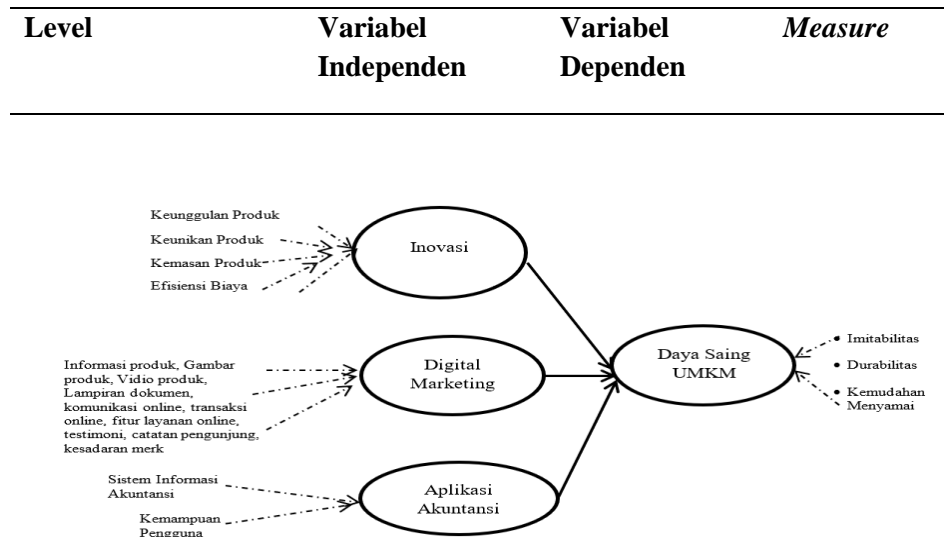 Level Variabel Variabel Measure
Independen Dependen
Keunggulan Produk
Keunikan Produk
Kemasan Produk
Efisiensi Biaya
Inovasi
Informasi produk, Gambar
produk, Vidio produk,
Lampiran dokumen,
komunikasi online, transaksi
online, fitur layanan online,
testimoni, catatan pengunjung,
kesadaran merk
Digital
Marketing
Sistem Informasi
Akuntansi
Kemampuan
Pengguna
Aplikasi
Akuntansi
Daya Saing
UMKM
• Imitabilitas
• Durabilitas
• Kemudahan
Menyamai